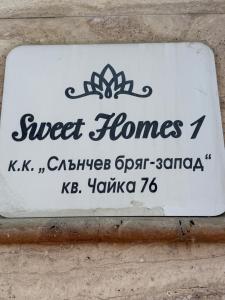 Sweet Homes 1
к.к. „Слънчев бряг-запад“
кв. Чайка 76